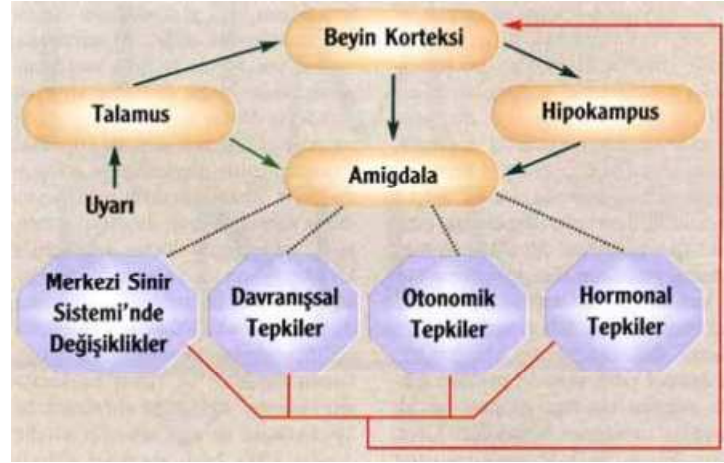 Beyin Korteksi
Talamus
Hipokampus
Amigdala
Uyarı
Merkezi Sinir
Sistemi'nde
Değişiklikler
Davranışsal
Tepkiler
Otonomik
Tepkiler
Hormonal
Tepkiler